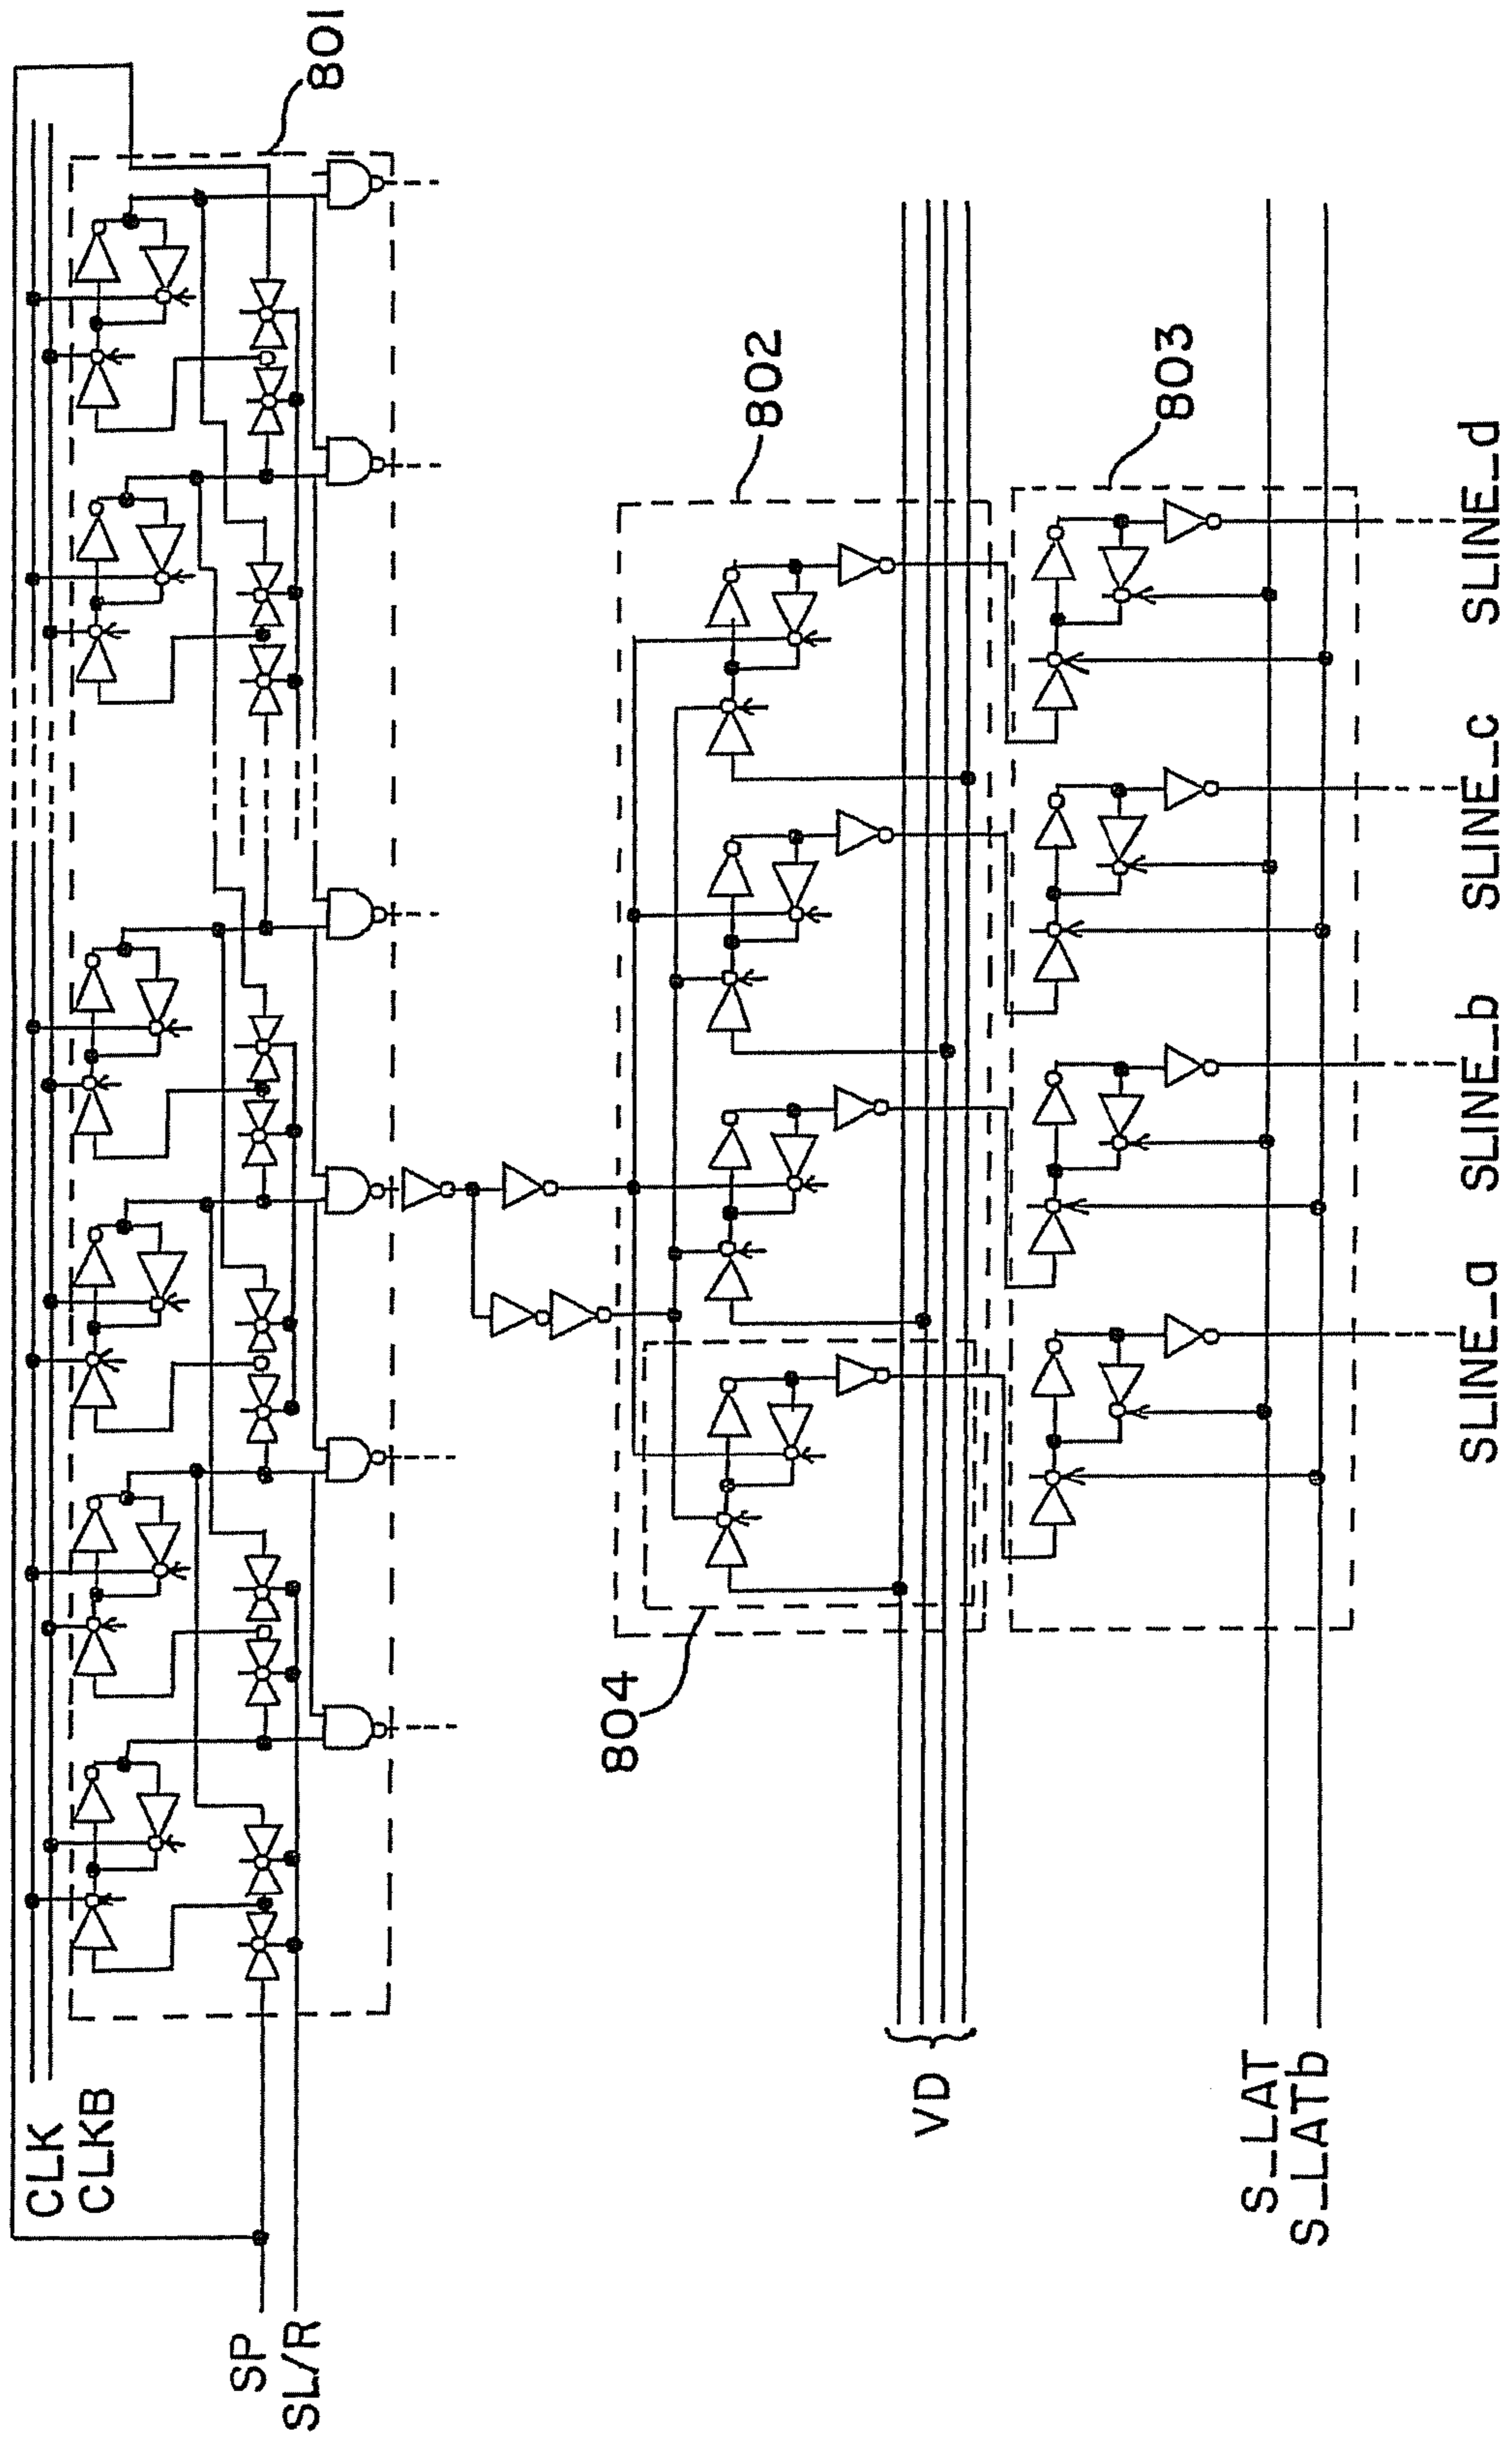 CLK
CLKB
SP
SL/R
801
802
804
VD
803
S_LAT
S_LATb
SLINE_a
SLINE_b
SLINE_c
SLINE_d